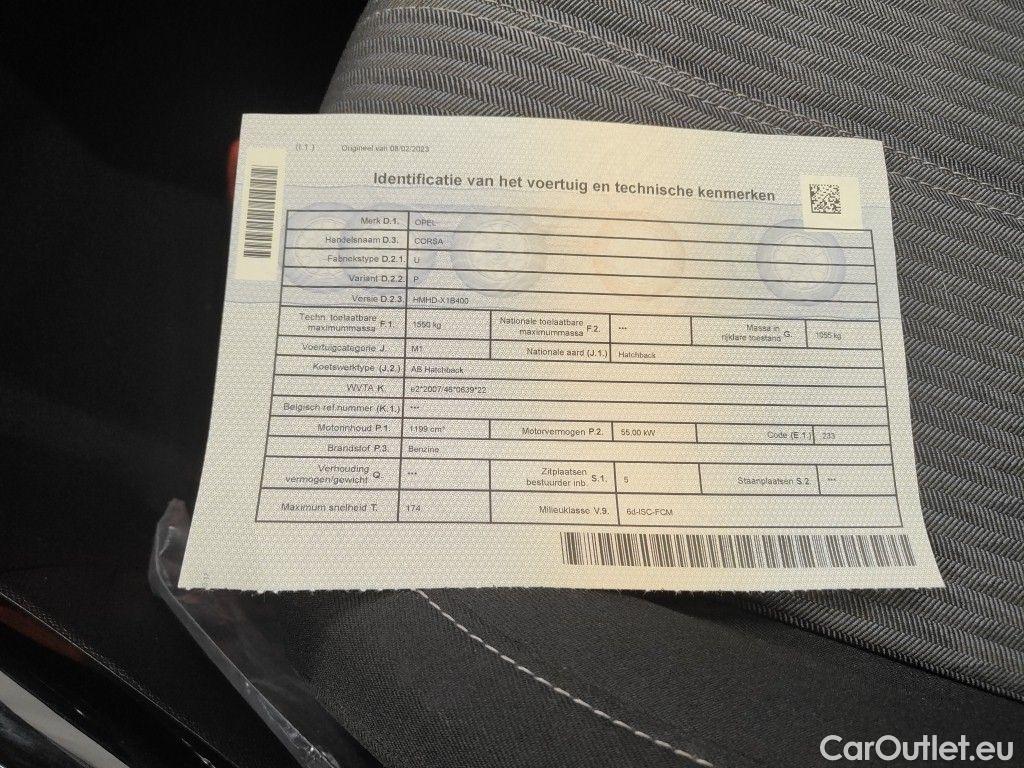 (I.1.) Origineel van 08/02/2023
Identificatie van het voertuig en technische kenmerken
Merk D.1. OPEL
Handelsnaam D.3. CORSA
Fabriekstype D.2.1. U
Variant D.2.2. P
Versie D.2.3. HMHD-X1B400
Techn. toelaatbare maximummassa F.1. 1550 kg Nationale toelaatbare maximummassa F.2. *** Massa in rijklare toestand G. 1055 kg
Voertuigcategorie J. M1 Nationale aard (J.1.) Hatchback
Koetswerktype (J.2.) AB Hatchback
WVTA K. e2*2007/46*0639*22
Belgisch ref.nummer (K.1.) ***
Motorinhoud P.1. 1199 cm³ Motorvermogen P.2. 55.00 kW Code (E.1.) 233
Brandstof P.3. Benzine
Verhouding vermogen/gewicht Q. *** Zitplaatsen bestuurder inb. S.1. 5 Staanplaatsen S.2. ***
Maximum snelheid T. 174 Milieuklasse V.9. 6d-ISC-FCM
CarOutlet.eu